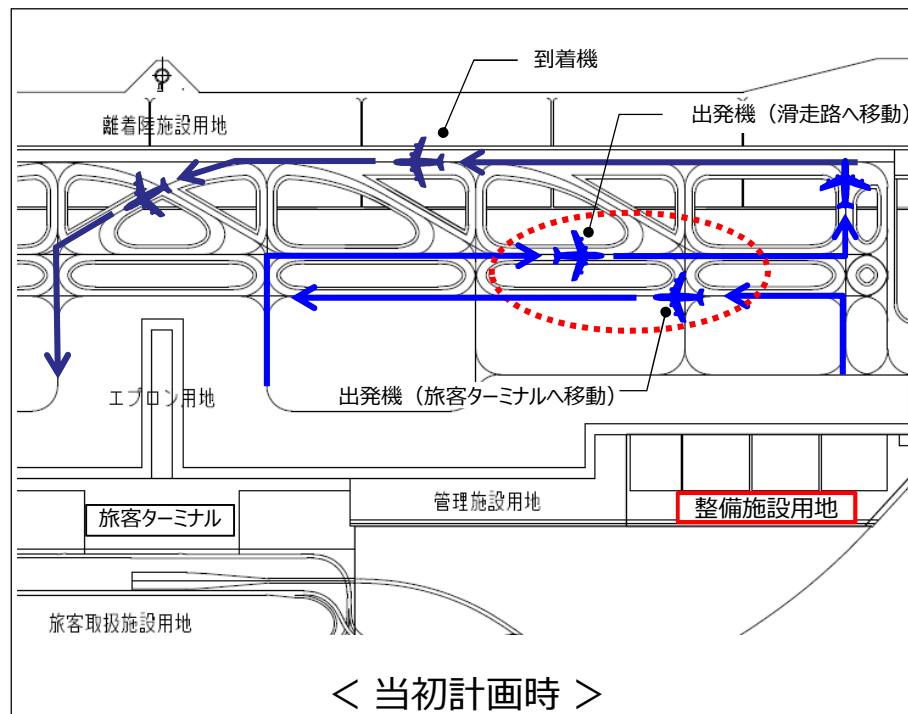 到着機
出発機（滑走路へ移動）
離着陸施設用地
出発機（旅客ターミナルへ移動）
エプロン用地
管理施設用地
整備施設用地
旅客ターミナル
旅客取扱施設用地
＜ 当初計画時 ＞